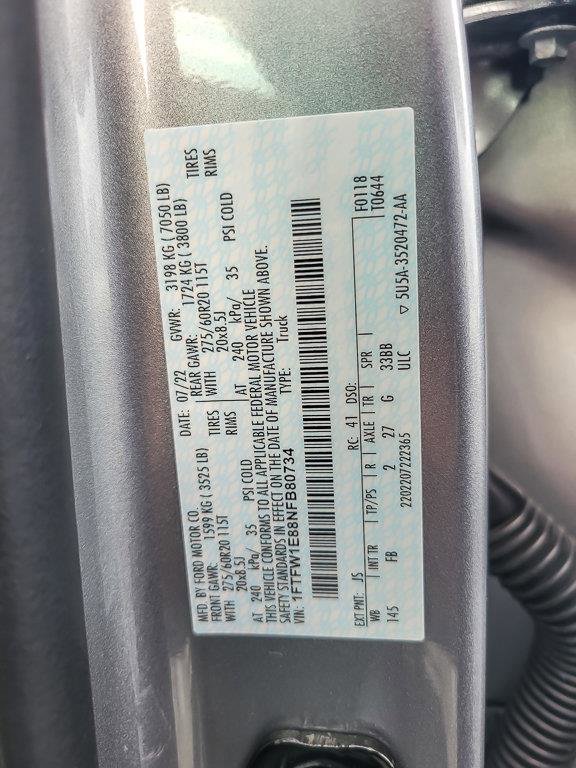 MFD. BY FORD MOTOR CO. DATE: 07/22 GVWR: 3198 KG ( 7050 LB)
FRONT GAWR: 1599 KG ( 3525 LB) REAR GAWR: 1724 KG ( 3800 LB)
WITH 275/60R20 115T TIRES WITH 275/60R20 115T TIRES
20x8.5J RIMS 20x8.5J RIMS
AT 240 kPa/ 35 PSI COLD AT 240 kPa/ 35 PSI COLD
THIS VEHICLE CONFORMS TO ALL APPLICABLE FEDERAL MOTOR VEHICLE
SAFETY STANDARDS IN EFFECT ON THE DATE OF MANUFACTURE SHOWN ABOVE.
VIN: 1FTFW1E88NFB80734 TYPE: Truck
EXT PNT: J5 RC: 41 DSO: F0118
WB INT TR TP/PS R AXLE TR SPR T0644
145 FB 2 27 G 33BB
ULC
2202207222365 ▽ 5U5A-3520472-AA